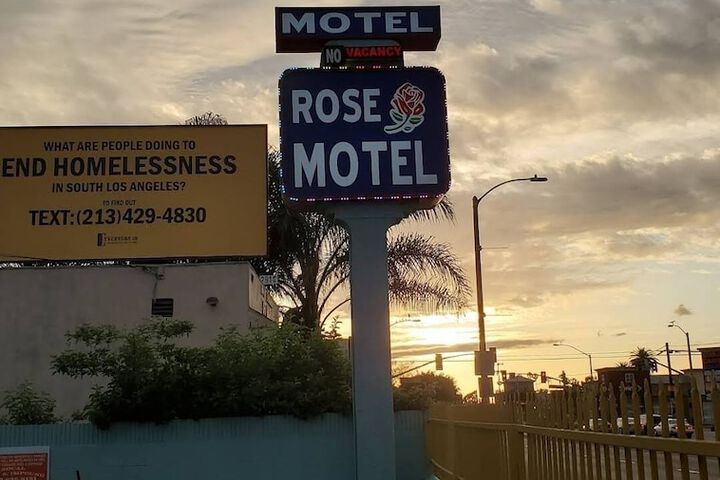 MOTEL
NO VACANCY
ROSE
MOTEL
WHAT ARE PEOPLE DOING TO
END HOMELESSNESS
IN SOUTH LOS ANGELES?
TO FIND OUT
TEXT:(213)429-4830